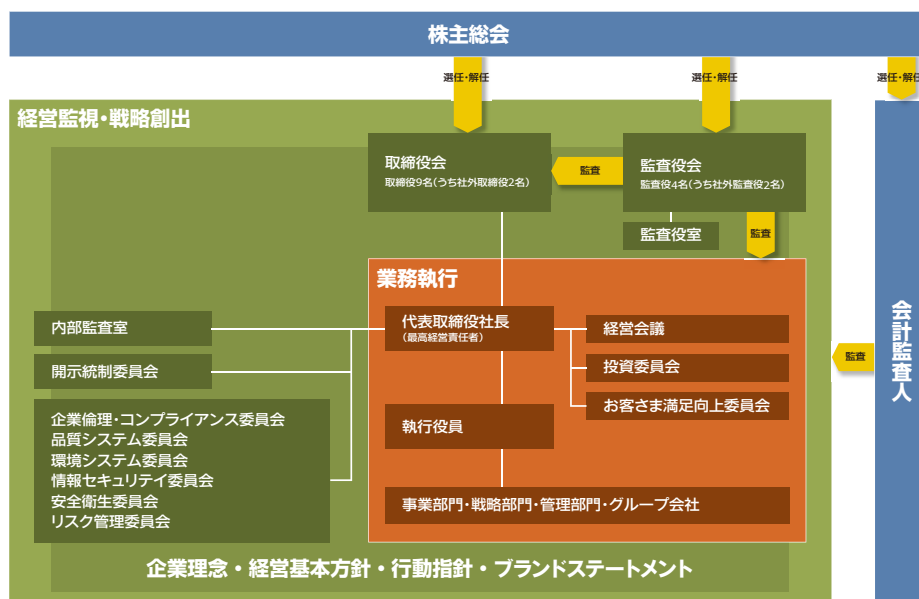 株主総会
選任・解任
選任・解任
選任・解任
経営監視・戦略創出
取締役会
取締役9名(うち社外取締役2名)
監査
監査役会
監査役4名(うち社外監査役2名)
監査役室
監査
業務執行
内部監査室
代表取締役社長
(最高経営責任者)
経営会議
開示統制委員会
投資委員会
お客さま満足向上委員会
企業倫理・コンプライアンス委員会
品質システム委員会
環境システム委員会
情報セキュリテイ委員会
安全衛生委員会
リスク管理委員会
執行役員
事業部門・戦略部門・管理部門・グループ会社
監査
会計監査人
企業理念・経営基本方針・行動指針・ブランドステートメント